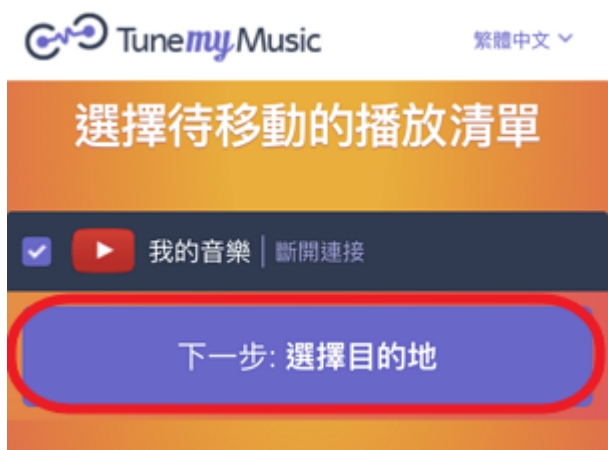 TunemyMusic
繁體中文
選擇待移動的播放清單
我的音樂 | 斷開連接
下一步: 選擇目的地